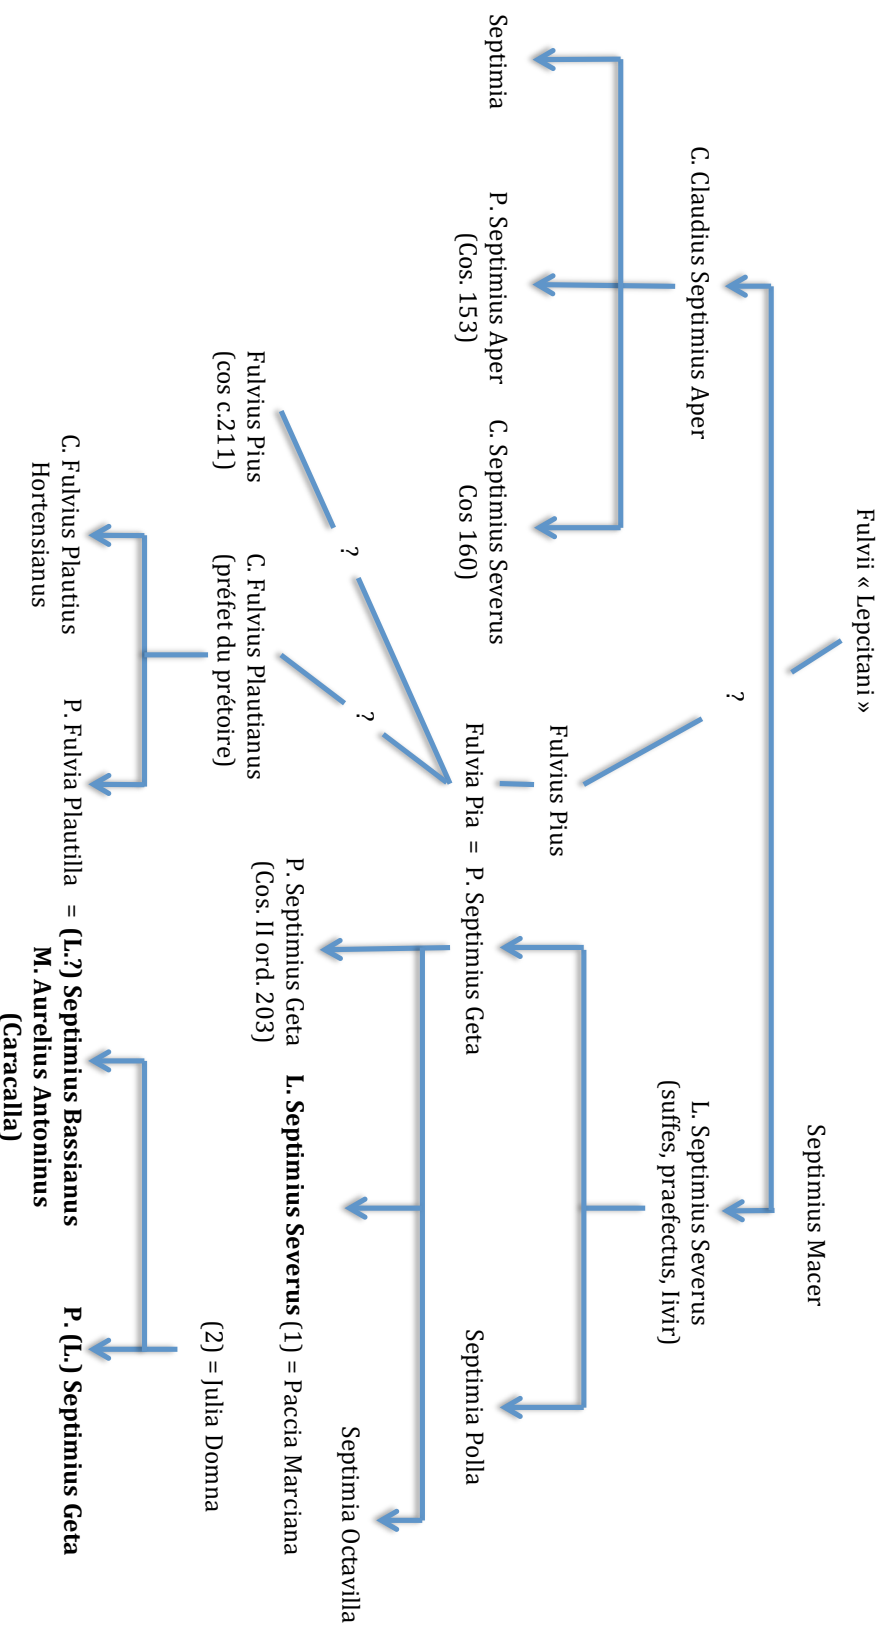 Fulvii « Lepcitani »
Septimius Macer
?
C. Claudius Septimius Aper
L. Septimius Severus
(suffes, praefectus, IIvir)
Fulvius Pius
Septimia
P. Septimius Aper
(Cos. 153)
C. Septimius Severus
Cos 160)
Fulvia Pia = P. Septimius Geta
Septimia Polla
?
?
Septimia Octavilla
Fulvius Pius
(cos c.211)
C. Fulvius Plautianus
(préfet du prétoire)
P. Septimius Geta
(Cos. II ord. 203)
L. Septimius Severus (1) = Paccia Marciana
(2) = Julia Domna
C. Fulvius Plautius
Hortensianus
P. Fulvia Plautilla = (L.?) Septimius Bassianus
M. Aurelius Antoninus
(Caracalla)
P. (L.) Septimius Geta